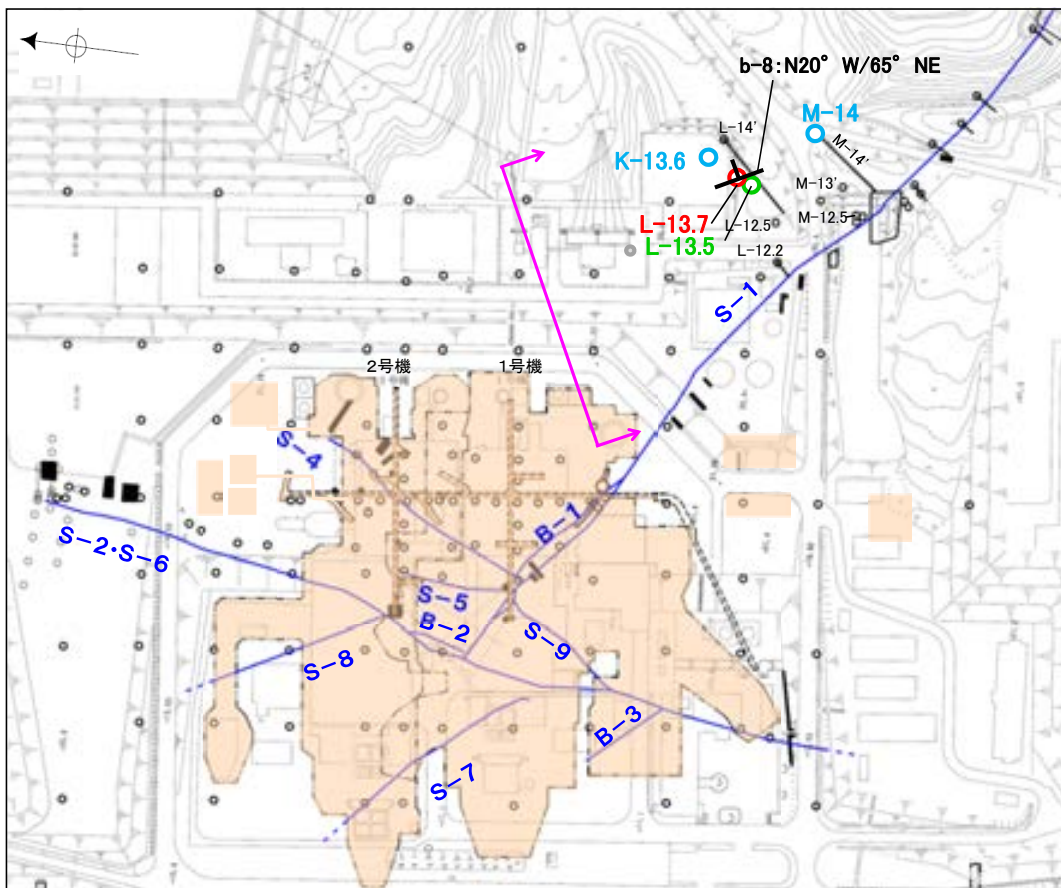 b-8:N20° W/65° NE
M-14
L-14'
K-13.6
M-14'
M-13'
L-13.7
L-12.5
M-12.5
L-13.5
L-12.2
S-1
2号機
1号機
S-4
B-1
S-2・S-6
S-5
B-2
S-9
S-8
B-3
S-7